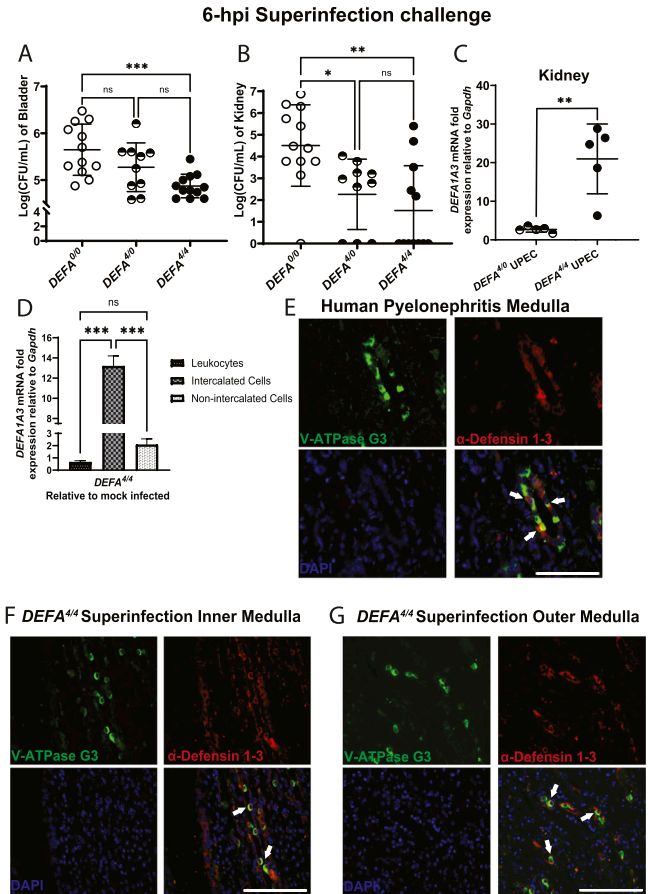 6-hpi Superinfection challenge
A
***
ns
ns
Log(CFU/mL) of Bladder
7
6
5
4
2
0
DEFA0/0
DEFA4/0
DEFA4/4
B
**
*
ns
Log(CFU/mL) of Kidney
7
6
5
4
3
2
1
0
DEFA0/0
DEFA4/0
DEFA4/4
C
Kidney
**
DEFA1A3 mRNA fold
expression relative to Gapdh
40
30
20
10
0
DEFA4/0 UPEC
DEFA4/4 UPEC
D
ns
***
***
DEFA1A3 mRNA fold
expression relative to Gapdh
16
14
12
10
8
3
2
1
0
DEFA4/4
Relative to mock infected
Leukocytes
Intercalated Cells
Non-intercalated Cells
E
Human Pyelonephritis Medulla
V-ATPase G3
α-Defensin 1-3
DAPI
F
DEFA4/4 Superinfection Inner Medulla
V-ATPase G3
α-Defensin 1-3
DAPI
G
DEFA4/4 Superinfection Outer Medulla
V-ATPase G3
α-Defensin 1-3
DAPI